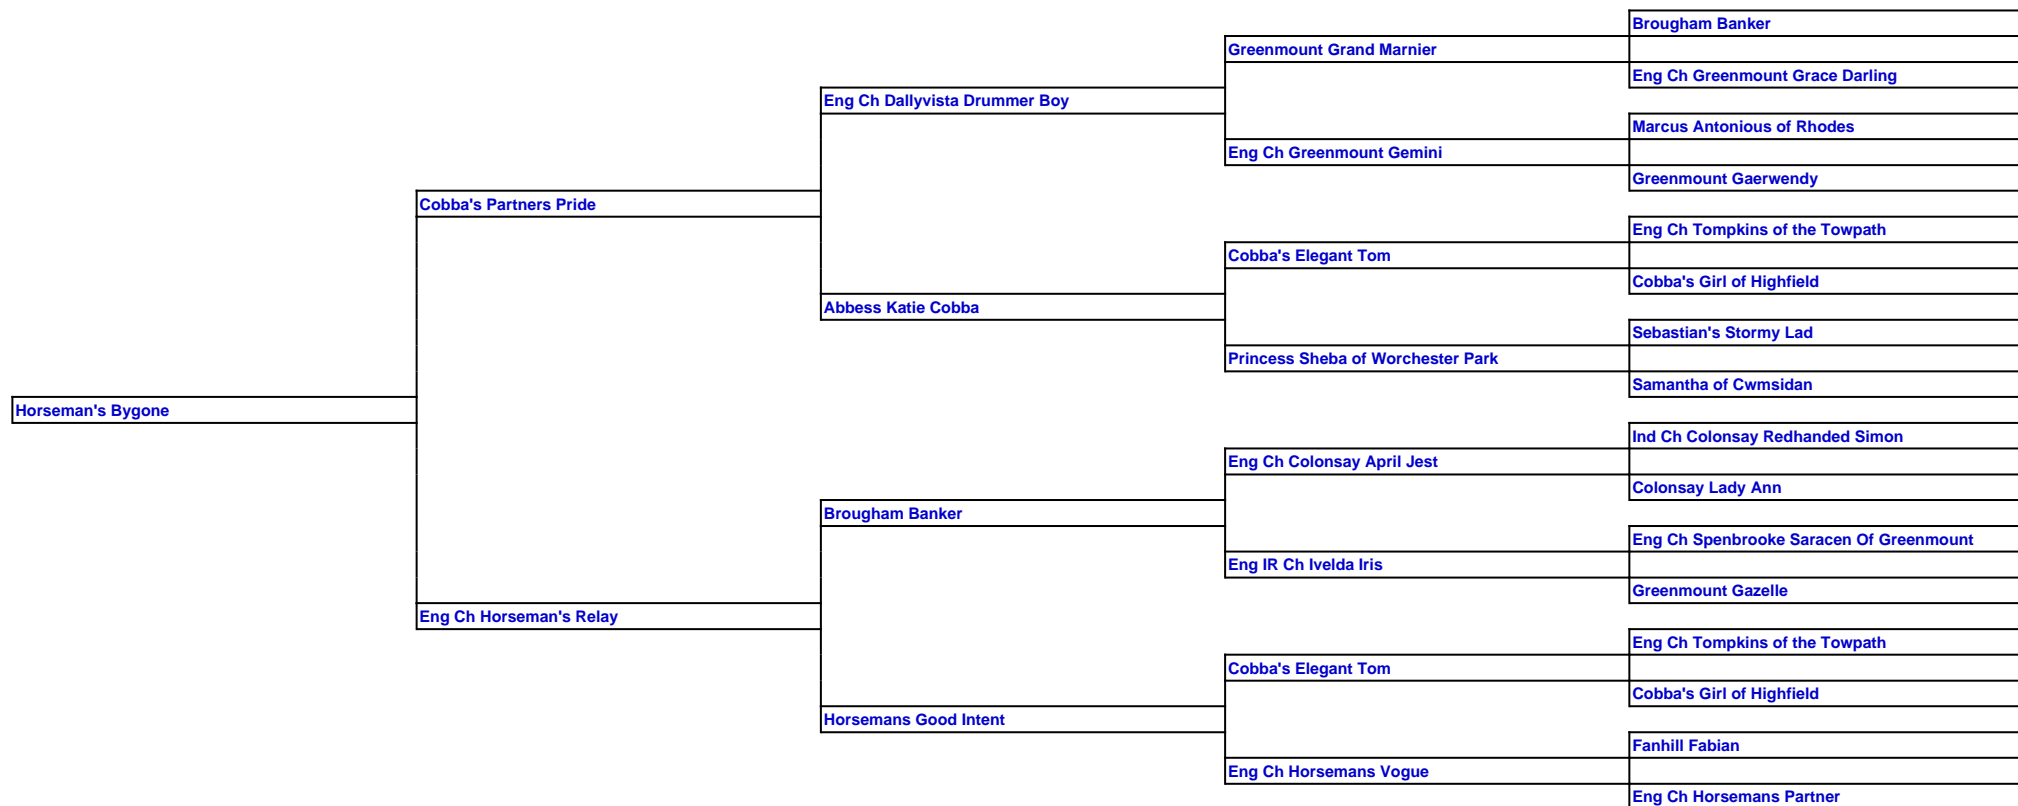 Brougham Banker
Greenmount Grand Marnier
Eng Ch Greenmount Grace Darling
Eng Ch Dallyvista Drummer Boy
Marcus Antonious of Rhodes
Eng Ch Greenmount Gemini
Greenmount Gaerwendy
Cobba's Partners Pride
Eng Ch Tompkins of the Towpath
Cobba's Elegant Tom
Cobba's Girl of Highfield
Abbess Katie Cobba
Sebastian's Stormy Lad
Princess Sheba of Worchester Park
Samantha of Cwmsidan
Horseman's Bygone
Ind Ch Colonsay Redhanded Simon
Eng Ch Colonsay April Jest
Colonsay Lady Ann
Brougham Banker
Eng Ch Spenbrooke Saracen Of Greenmount
Eng IR Ch Ivelda Iris
Greenmount Gazelle
Eng Ch Horseman's Relay
Eng Ch Tompkins of the Towpath
Cobba's Elegant Tom
Cobba's Girl of Highfield
Horsemans Good Intent
Fanhill Fabian
Eng Ch Horsemans Vogue
Eng Ch Horsemans Partner